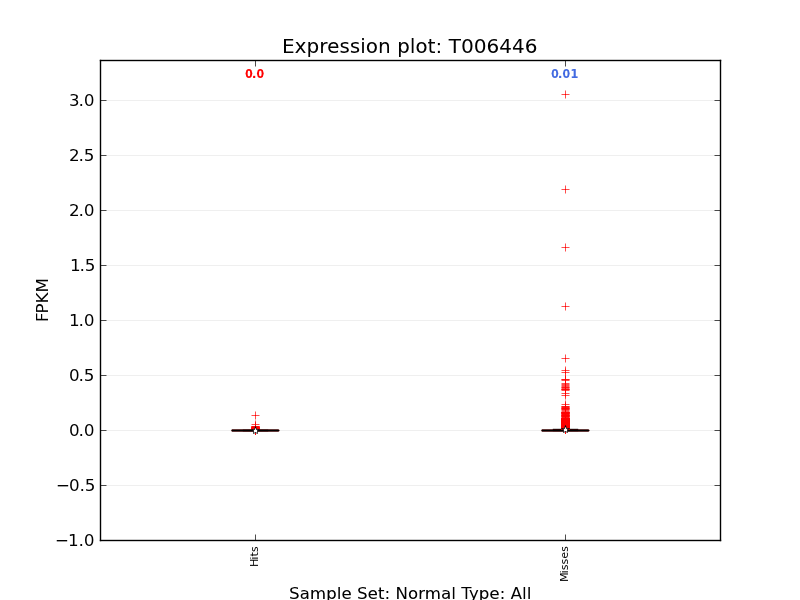 Expression plot: T006446
0.0 0.01
3.0
2.5
2.0
1.5
1.0
0.5
0.0
−0.5
−1.0
FPKM
Hits Misses
Sample Set: Normal Type: All